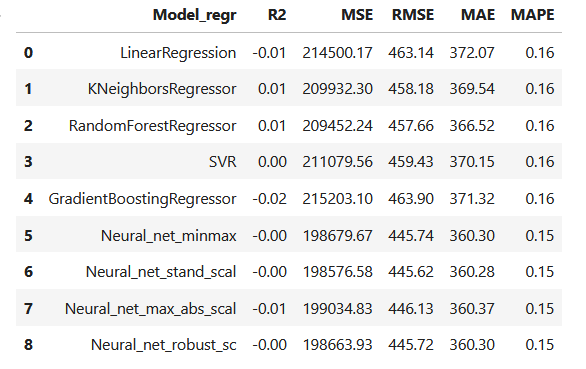 Model_regr R2 MSE RMSE MAE MAPE
0 LinearRegression -0.01 214500.17 463.14 372.07 0.16
1 KNeighborsRegressor 0.01 209932.30 458.18 369.54 0.16
2 RandomForestRegressor 0.01 209452.24 457.66 366.52 0.16
3 SVR 0.00 211079.56 459.43 370.15 0.16
4 GradientBoostingRegressor -0.02 215203.10 463.90 371.32 0.16
5 Neural_net_minmax -0.00 198679.67 445.74 360.30 0.15
6 Neural_net_stand_scal -0.00 198576.58 445.62 360.28 0.15
7 Neural_net_max_abs_scal -0.01 199034.83 446.13 360.37 0.15
8 Neural_net_robust_sc -0.00 198663.93 445.72 360.30 0.15